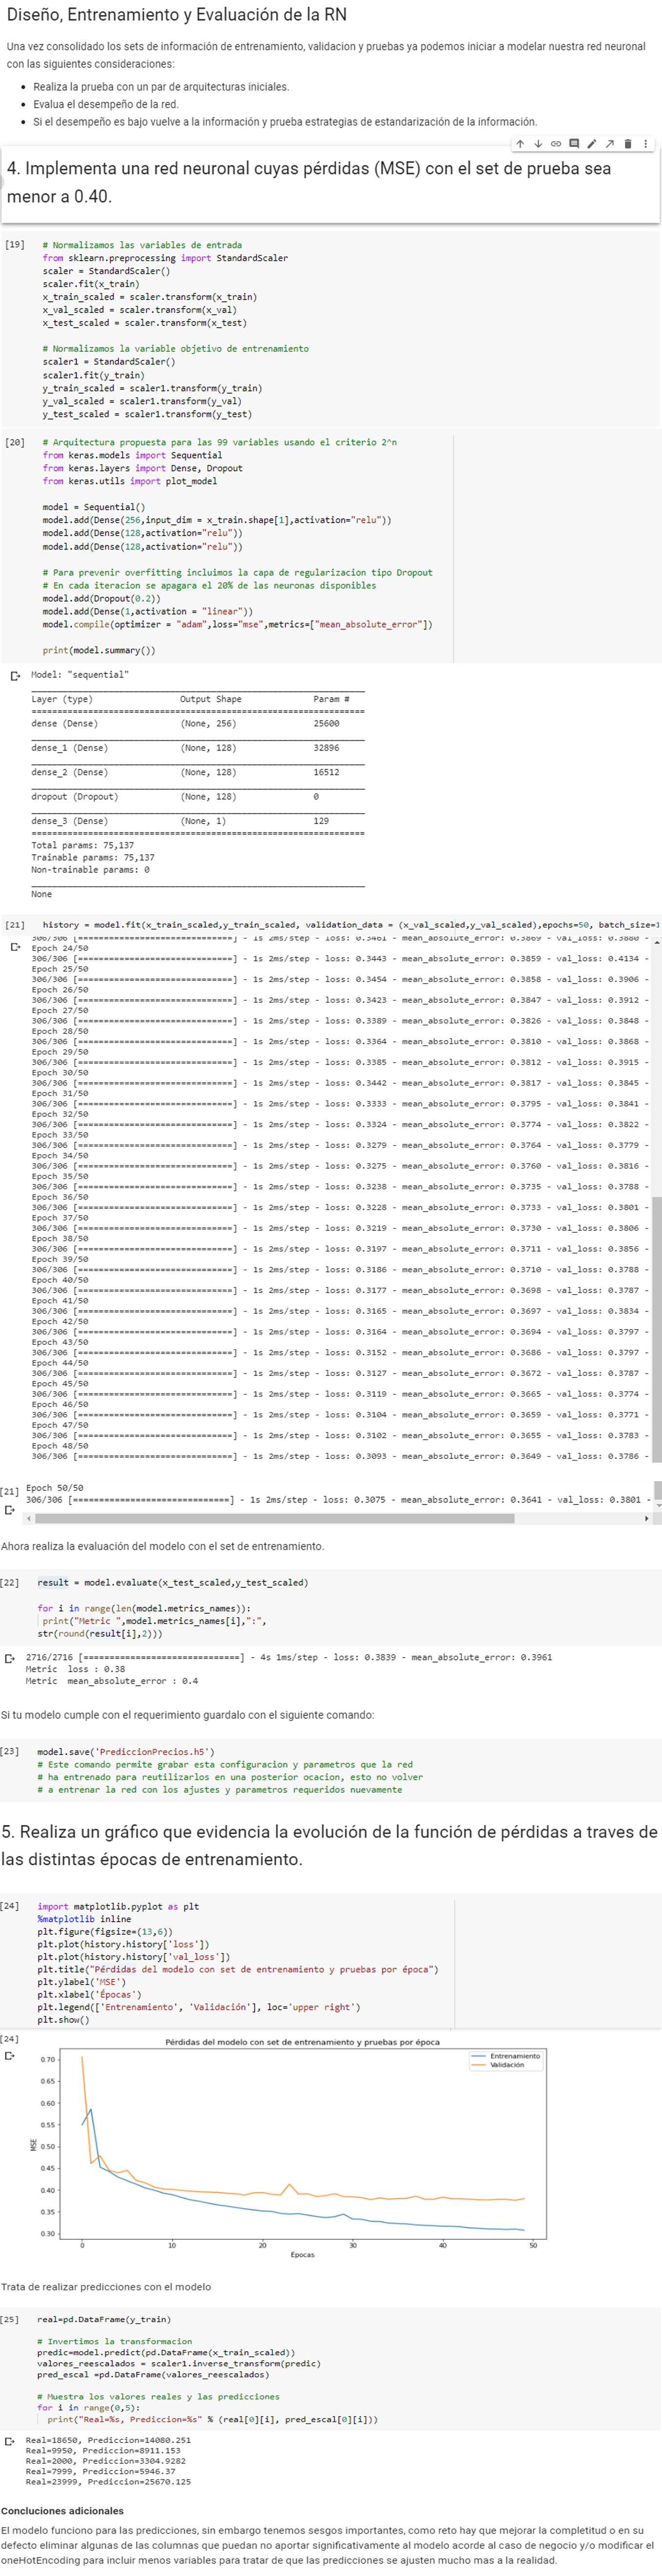 Diseño, Entrenamiento y Evaluación de la RN
Una vez consolidado los sets de información de entrenamiento, validacion y pruebas ya podemos iniciar a modelar nuestra red neuronal
con las siguientes consideraciones:
• Realiza la prueba con un par de arquitecturas iniciales.
• Evalua el desempeño de la red.
• Si el desempeño es bajo vuelve a la información y prueba estrategias de estandarización de la información.
4. Implementa una red neuronal cuyas pérdidas (MSE) con el set de prueba sea
menor a 0.40.
[19] # Normalizamos las variables de entrada
from sklearn.preprocessing import StandardScaler
scaler = StandardScaler()
scaler.fit(x_train)
x_train_scaled = scaler.transform(x_train)
x_val_scaled = scaler.transform(x_val)
x_test_scaled = scaler.transform(x_test)
# Normalizamos la variable objetivo de entrenamiento
scaler1 = StandardScaler()
scaler1.fit(y_train)
y_train_scaled = scaler1.transform(y_train)
y_val_scaled = scaler1.transform(y_val)
y_test_scaled = scaler1.transform(y_test)
[20] # Arquitectura propuesta para las 99 variables usando el criterio 2^n
from keras.models import Sequential
from keras.layers import Dense, Dropout
from keras.utils import plot_model
model = Sequential()
model.add(Dense(256,input_dim = x_train.shape[1],activation="relu"))
model.add(Dense(128,activation="relu"))
model.add(Dense(128,activation="relu"))
# Para prevenir overfitting incluimos la capa de regularizacion tipo Dropout
# En cada iteracion se apagara el 20% de las neuronas disponibles
model.add(Dropout(0.2))
model.add(Dense(1,activation = "linear"))
model.compile(optimizer = "adam",loss="mse",metrics=["mean_absolute_error"])
print(model.summary())
Model: "sequential"
Layer (type) Output Shape Param #
=================================================================
dense (Dense) (None, 256) 25600
dense_1 (Dense) (None, 128) 32896
dense_2 (Dense) (None, 128) 16512
dropout (Dropout) (None, 128) 0
dense_3 (Dense) (None, 1) 129
=================================================================
Total params: 75,137
Trainable params: 75,137
Non-trainable params: 0
None
[21] history = model.fit(x_train_scaled,y_train_scaled, validation_data = (x_val_scaled,y_val_scaled),epochs=50, batch_size=1
306/306 [==============================] - 1s 2ms/step - loss: 0.3461 - mean_absolute_error: 0.3869 - val_loss: 0.3880 -
Epoch 24/50
306/306 [==============================] - 1s 2ms/step - loss: 0.3443 - mean_absolute_error: 0.3859 - val_loss: 0.4134 -
Epoch 25/50
306/306 [==============================] - 1s 2ms/step - loss: 0.3454 - mean_absolute_error: 0.3858 - val_loss: 0.3906 -
Epoch 26/50
306/306 [==============================] - 1s 2ms/step - loss: 0.3423 - mean_absolute_error: 0.3847 - val_loss: 0.3912 -
Epoch 27/50
306/306 [==============================] - 1s 2ms/step - loss: 0.3389 - mean_absolute_error: 0.3826 - val_loss: 0.3848 -
Epoch 28/50
306/306 [==============================] - 1s 2ms/step - loss: 0.3364 - mean_absolute_error: 0.3810 - val_loss: 0.3868 -
Epoch 29/50
306/306 [==============================] - 1s 2ms/step - loss: 0.3385 - mean_absolute_error: 0.3812 - val_loss: 0.3915 -
Epoch 30/50
306/306 [==============================] - 1s 2ms/step - loss: 0.3442 - mean_absolute_error: 0.3817 - val_loss: 0.3845 -
Epoch 31/50
306/306 [==============================] - 1s 2ms/step - loss: 0.3333 - mean_absolute_error: 0.3795 - val_loss: 0.3841 -
Epoch 32/50
306/306 [==============================] - 1s 2ms/step - loss: 0.3324 - mean_absolute_error: 0.3774 - val_loss: 0.3822 -
Epoch 33/50
306/306 [==============================] - 1s 2ms/step - loss: 0.3279 - mean_absolute_error: 0.3764 - val_loss: 0.3779 -
Epoch 34/50
306/306 [==============================] - 1s 2ms/step - loss: 0.3275 - mean_absolute_error: 0.3760 - val_loss: 0.3816 -
Epoch 35/50
306/306 [==============================] - 1s 2ms/step - loss: 0.3238 - mean_absolute_error: 0.3735 - val_loss: 0.3788 -
Epoch 36/50
306/306 [==============================] - 1s 2ms/step - loss: 0.3228 - mean_absolute_error: 0.3733 - val_loss: 0.3801 -
Epoch 37/50
306/306 [==============================] - 1s 2ms/step - loss: 0.3219 - mean_absolute_error: 0.3730 - val_loss: 0.3806 -
Epoch 38/50
306/306 [==============================] - 1s 2ms/step - loss: 0.3197 - mean_absolute_error: 0.3711 - val_loss: 0.3856 -
Epoch 39/50
306/306 [==============================] - 1s 2ms/step - loss: 0.3186 - mean_absolute_error: 0.3710 - val_loss: 0.3788 -
Epoch 40/50
306/306 [==============================] - 1s 2ms/step - loss: 0.3177 - mean_absolute_error: 0.3698 - val_loss: 0.3787 -
Epoch 41/50
306/306 [==============================] - 1s 2ms/step - loss: 0.3165 - mean_absolute_error: 0.3697 - val_loss: 0.3834 -
Epoch 42/50
306/306 [==============================] - 1s 2ms/step - loss: 0.3164 - mean_absolute_error: 0.3694 - val_loss: 0.3797 -
Epoch 43/50
306/306 [==============================] - 1s 2ms/step - loss: 0.3152 - mean_absolute_error: 0.3686 - val_loss: 0.3797 -
Epoch 44/50
306/306 [==============================] - 1s 2ms/step - loss: 0.3127 - mean_absolute_error: 0.3672 - val_loss: 0.3787 -
Epoch 45/50
306/306 [==============================] - 1s 2ms/step - loss: 0.3119 - mean_absolute_error: 0.3665 - val_loss: 0.3774 -
Epoch 46/50
306/306 [==============================] - 1s 2ms/step - loss: 0.3104 - mean_absolute_error: 0.3659 - val_loss: 0.3771 -
Epoch 47/50
306/306 [==============================] - 1s 2ms/step - loss: 0.3102 - mean_absolute_error: 0.3655 - val_loss: 0.3783 -
Epoch 48/50
306/306 [==============================] - 1s 2ms/step - loss: 0.3093 - mean_absolute_error: 0.3649 - val_loss: 0.3786 -
[21] Epoch 50/50
306/306 [==============================] - 1s 2ms/step - loss: 0.3075 - mean_absolute_error: 0.3641 - val_loss: 0.3801 -
Ahora realiza la evaluación del modelo con el set de entrenamiento.
[22] result = model.evaluate(x_test_scaled,y_test_scaled)
for i in range(len(model.metrics_names)):
print("Metric ",model.metrics_names[i],":",
str(round(result[i],2)))
2716/2716 [==============================] - 4s 1ms/step - loss: 0.3839 - mean_absolute_error: 0.3961
Metric loss : 0.38
Metric mean_absolute_error : 0.4
Si tu modelo cumple con el requerimiento guardalo con el siguiente comando:
[23] model.save('PrediccionPrecios.h5')
# Este comando permite grabar esta configuracion y parametros que la red
# ha entrenado para reutilizarlos en una posterior ocacion, esto no volver
# a entrenar la red con los ajustes y parametros requeridos nuevamente
5. Realiza un gráfico que evidencia la evolución de la función de pérdidas a traves de
las distintas épocas de entrenamiento.
[24] import matplotlib.pyplot as plt
%matplotlib inline
plt.figure(figsize=(13,6))
plt.plot(history.history['loss'])
plt.plot(history.history['val_loss'])
plt.title("Pérdidas del modelo con set de entrenamiento y pruebas por época")
plt.ylabel('MSE')
plt.xlabel('Épocas')
plt.legend(['Entrenamiento', 'Validación'], loc='upper right')
plt.show()
[24]
Pérdidas del modelo con set de entrenamiento y pruebas por época
Entrenamiento
Validación
0.70
0.65
0.60
0.55
0.50
0.45
0.40
0.35
0.30
MSE
0 10 20 30 40 50
Épocas
Trata de realizar predicciones con el modelo
[25] real=pd.DataFrame(y_train)
# Invertimos la transformacion
predic=model.predict(pd.DataFrame(x_train_scaled))
valores_reescalados = scaler1.inverse_transform(predic)
pred_escal =pd.DataFrame(valores_reescalados)
# Muestra los valores reales y las predicciones
for i in range(0,5):
print("Real=%s, Prediccion=%s" % (real[0][i], pred_escal[0][i]))
Real=18650, Prediccion=14080.251
Real=9950, Prediccion=8911.153
Real=2000, Prediccion=3304.9282
Real=7999, Prediccion=5946.37
Real=23999, Prediccion=25670.125
Concluciones adicionales
El modelo funciono para las predicciones, sin embargo tenemos sesgos importantes, como reto hay que mejorar la completitud o en su
defecto eliminar algunas de las columnas que puedan no aportar significativamente al modelo acorde al caso de negocio y/o modificar el
oneHotEncoding para incluir menos variables para tratar de que las predicciones se ajusten mucho mas a la realidad.